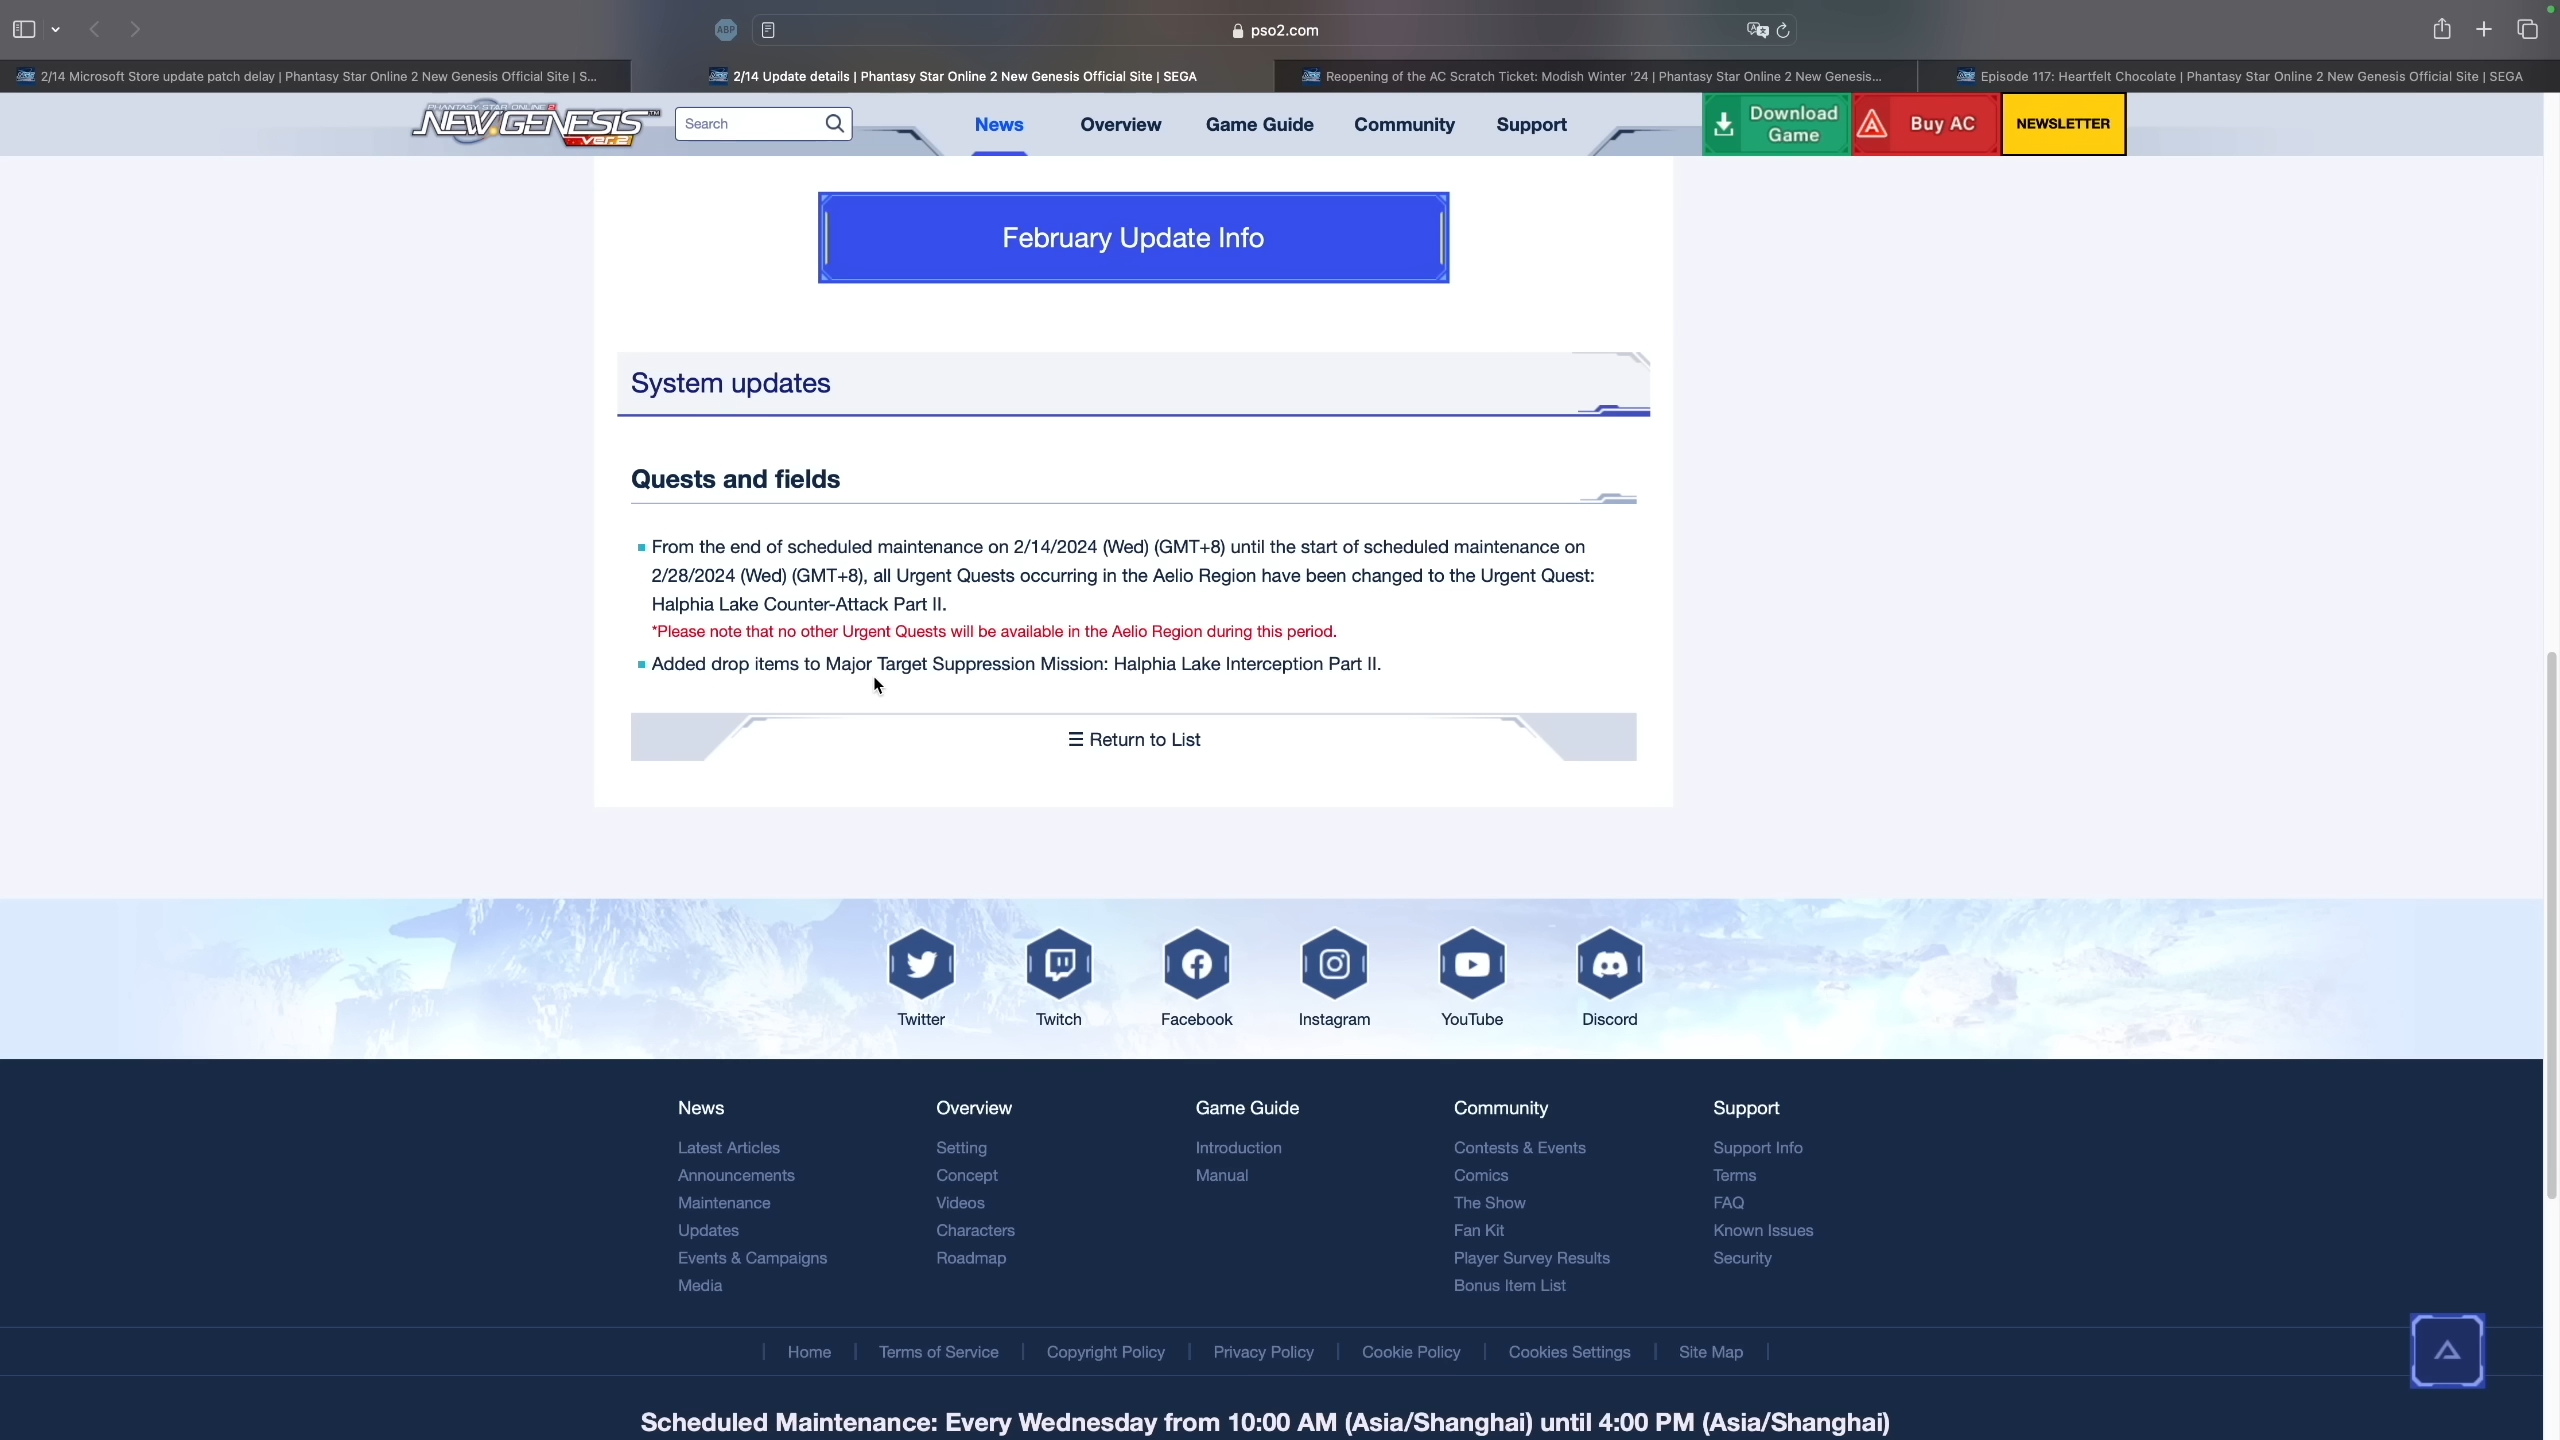 ABP
pso2.com
2/14 Microsoft Store update patch delay | Phantasy Star Online 2 New Genesis Official Site | S...
2/14 Update details | Phantasy Star Online 2 New Genesis Official Site | SEGA
Reopening of the AC Scratch Ticket: Modish Winter '24 | Phantasy Star Online 2 New Genesis...
Episode 117: Heartfelt Chocolate | Phantasy Star Online 2 New Genesis Official Site | SEGA
PHANTASY STAR ONLINE 2
NEW GENESIS
ver.2
Search
News
Overview
Game Guide
Community
Support
Download
Game
Buy AC
NEWSLETTER
February Update Info
System updates
Quests and fields
From the end of scheduled maintenance on 2/14/2024 (Wed) (GMT+8) until the start of scheduled maintenance on
2/28/2024 (Wed) (GMT+8), all Urgent Quests occurring in the Aelio Region have been changed to the Urgent Quest:
Halphia Lake Counter-Attack Part II.
*Please note that no other Urgent Quests will be available in the Aelio Region during this period.
Added drop items to Major Target Suppression Mission: Halphia Lake Interception Part II.
☰ Return to List
Twitter
Twitch
Facebook
Instagram
YouTube
Discord
News
Latest Articles
Announcements
Maintenance
Updates
Events & Campaigns
Media
Overview
Setting
Concept
Videos
Characters
Roadmap
Game Guide
Introduction
Manual
Community
Contests & Events
Comics
The Show
Fan Kit
Player Survey Results
Bonus Item List
Support
Support Info
Terms
FAQ
Known Issues
Security
Home | Terms of Service | Copyright Policy | Privacy Policy | Cookie Policy | Cookies Settings | Site Map
Scheduled Maintenance: Every Wednesday from 10:00 AM (Asia/Shanghai) until 4:00 PM (Asia/Shanghai)